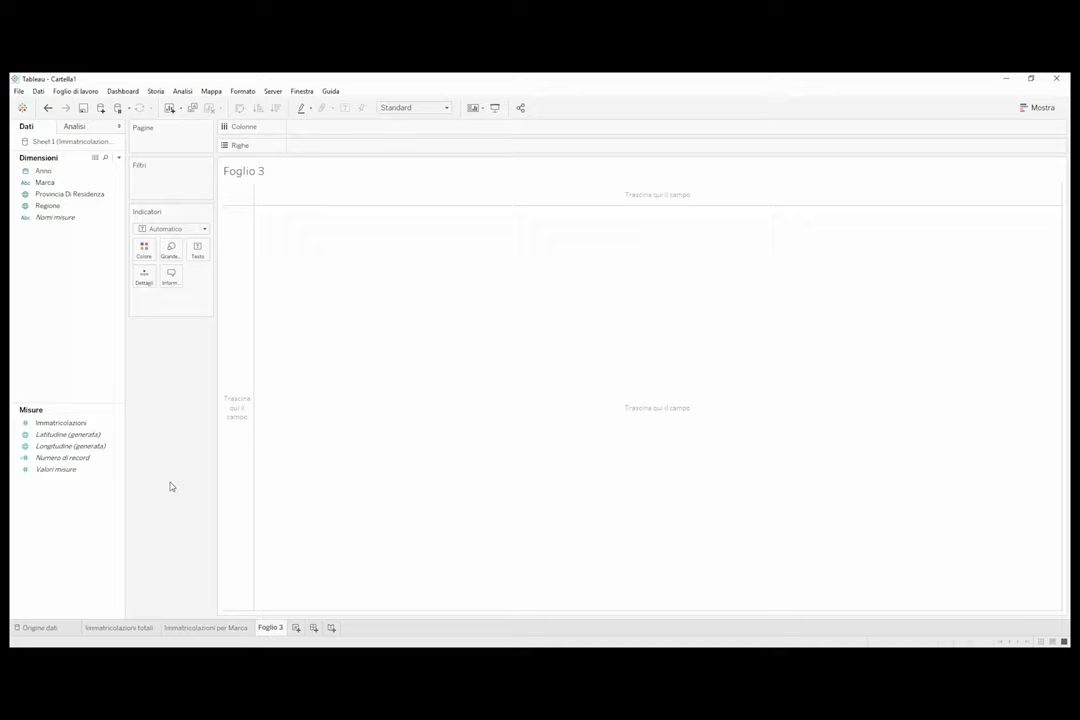 Tableau - Cartella1
File Dati Foglio di lavoro Dashboard Storia Analisi Mappa Formato Server Finestra Guida
Standard Mostra
Dati Analisi Pagine Colonne
Sheet 1 (Immatricolazion...
Righe
Dimensioni
Filtri
Foglio 3
Anno
Abc Marca
Provincia Di Residenza
Trascina qui il campo
Regione
Indicatori
Abc Nomi misure
Automatico
Colore Grande... Testo
Dettagli Inform...
Trascina
qui il
campo
Trascina qui il campo
Misure
Immatricolazioni
Latitudine (generata)
Longitudine (generata)
Numero di record
Valori misure
Origine dati Immatricolazioni totali Immatricolazioni per Marca Foglio 3